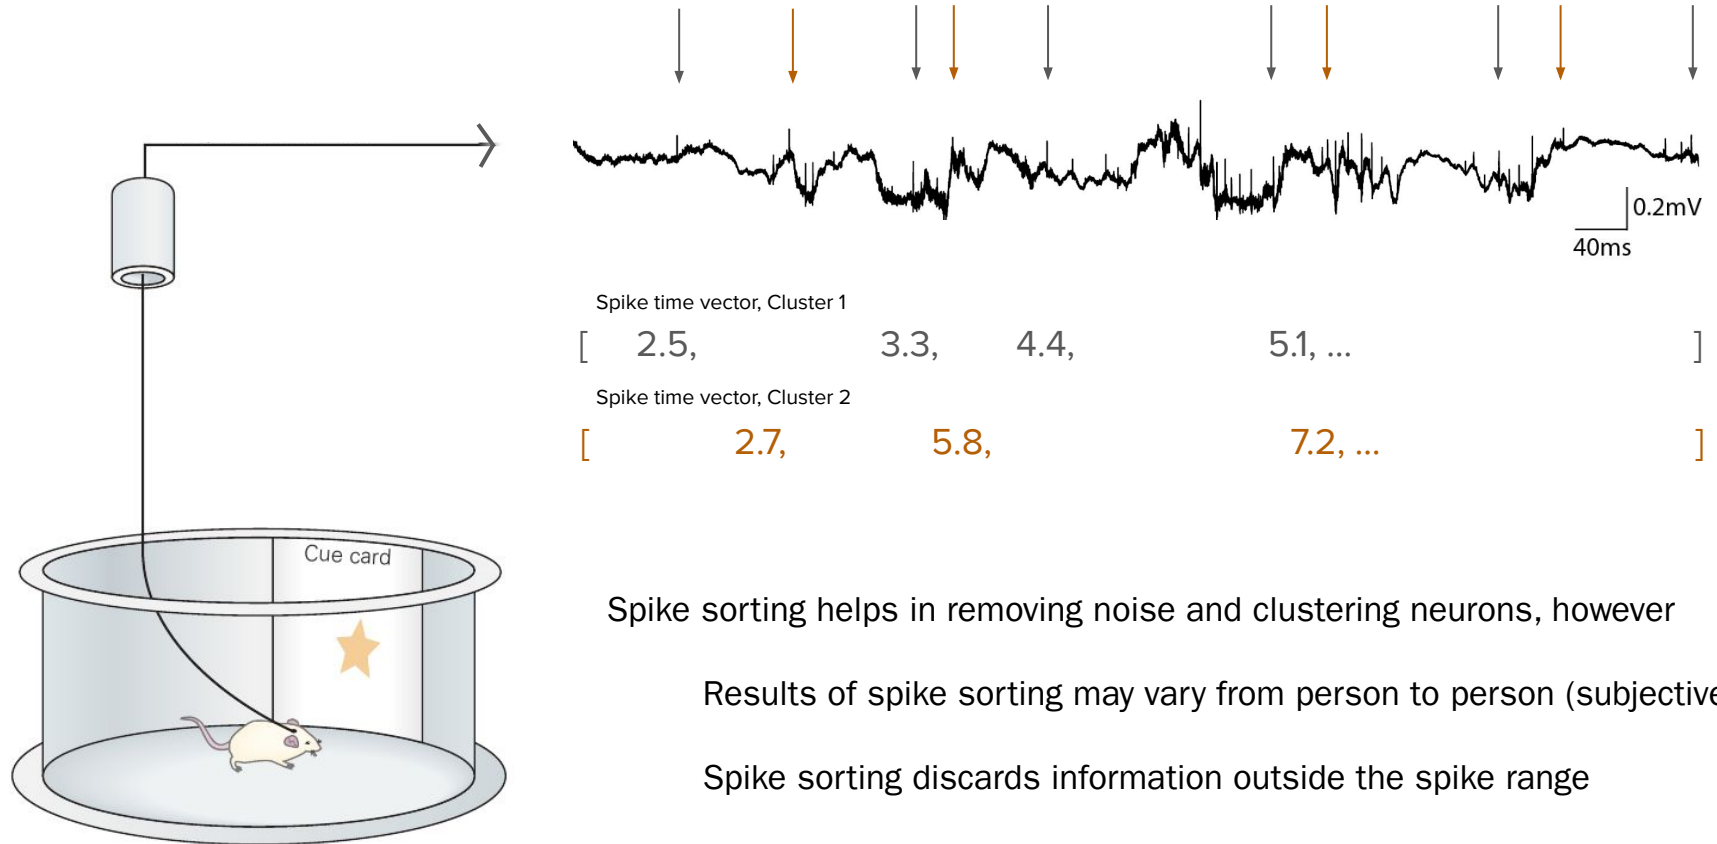 0.2mV
40ms
Spike time vector, Cluster 1
[ 2.5, 3.3, 4.4, 5.1, ... ]
Spike time vector, Cluster 2
[ 2.7, 5.8, 7.2, ... ]
Cue card
Spike sorting helps in removing noise and clustering neurons, however
Results of spike sorting may vary from person to person (subjective
Spike sorting discards information outside the spike range